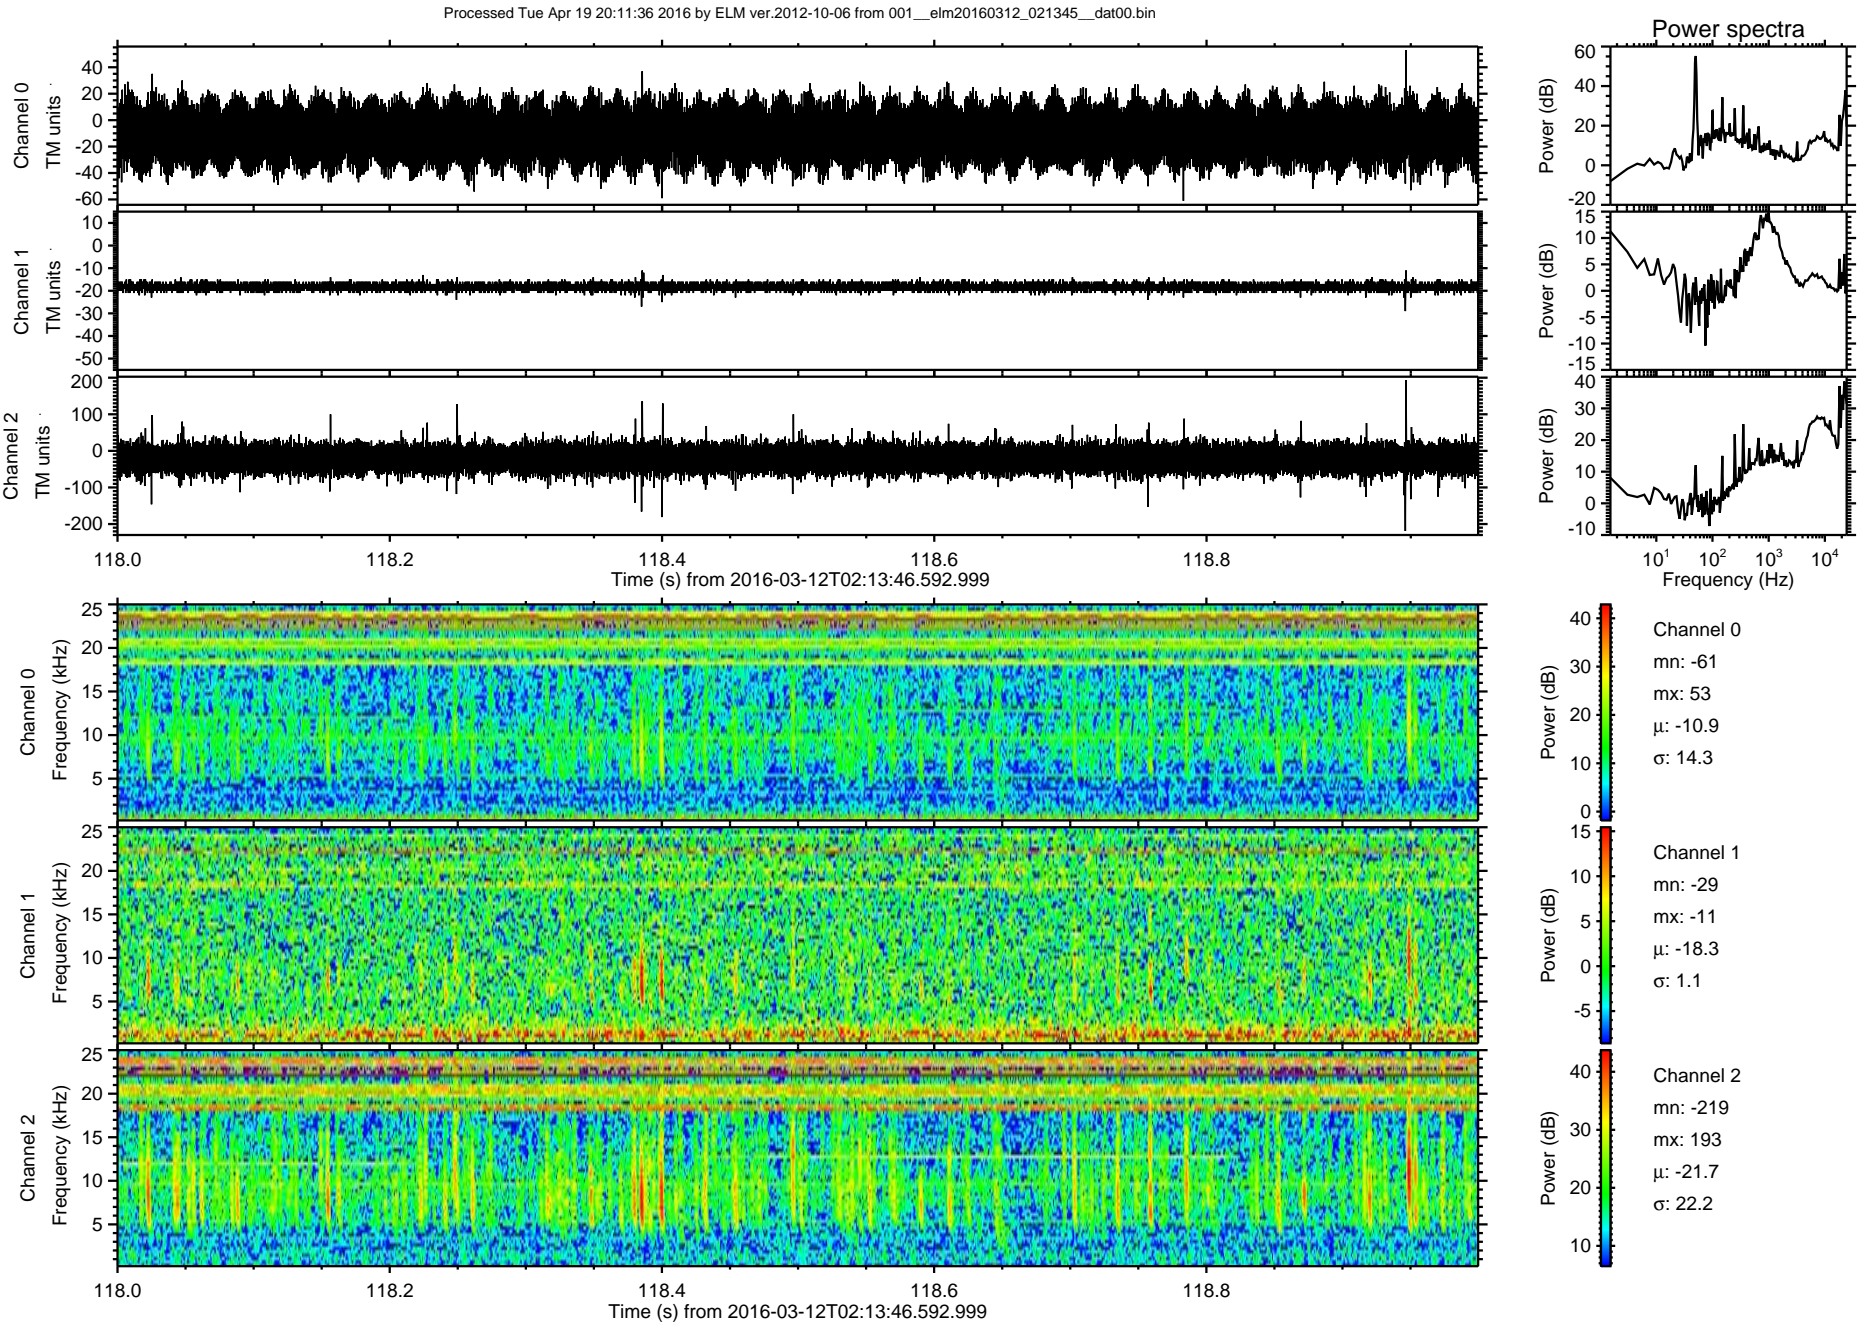 Processed Tue Apr 19 20:11:36 2016 by ELM ver.2012-10-06 from 001__elm20160312_021345__dat00.bin
Power spectra
Channel 0
TM units
40
20
0
-20
-40
-60
Power (dB)
60
40
20
0
-20
Channel 1
TM units
10
0
-10
-20
-30
-40
-50
Power (dB)
15
10
5
0
-5
-10
-15
Channel 2
TM units
200
100
0
-100
-200
Power (dB)
40
30
20
10
0
-10
118.0 118.2 118.4 118.6 118.8
Time (s) from 2016-03-12T02:13:46.592.999
10¹ 10² 10³ 10⁴
Frequency (Hz)
Channel 0
Frequency (kHz)
25
20
15
10
5
Power (dB)
40
30
20
10
0
Channel 0
mn: -61
mx: 53
μ: -10.9
σ: 14.3
Channel 1
Frequency (kHz)
25
20
15
10
5
Power (dB)
15
10
5
0
-5
Channel 1
mn: -29
mx: -11
μ: -18.3
σ: 1.1
Channel 2
Frequency (kHz)
25
20
15
10
5
Power (dB)
40
30
20
10
Channel 2
mn: -219
mx: 193
μ: -21.7
σ: 22.2
118.0 118.2 118.4 118.6 118.8
Time (s) from 2016-03-12T02:13:46.592.999